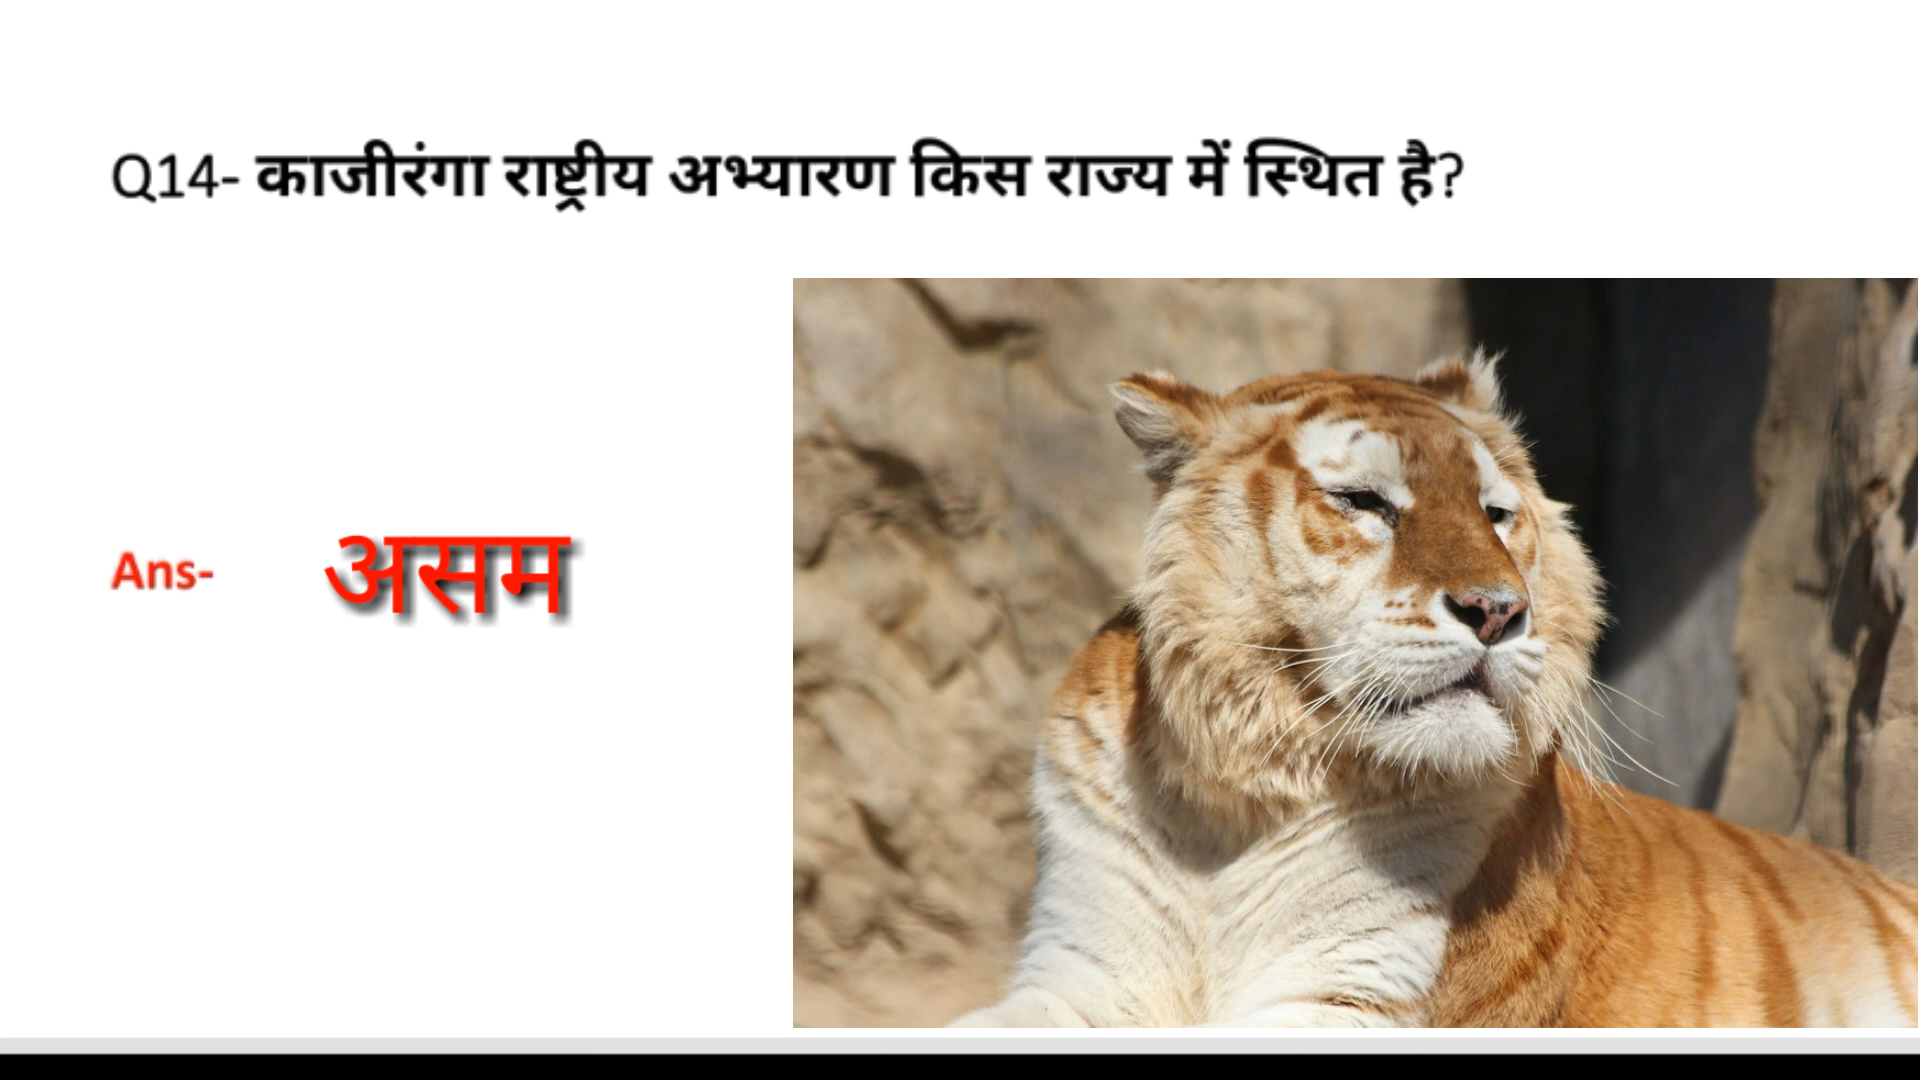 Q14- काजीरंगा राष्ट्रीय अभ्यारण किस राज्य में स्थित है?
Ans- असम